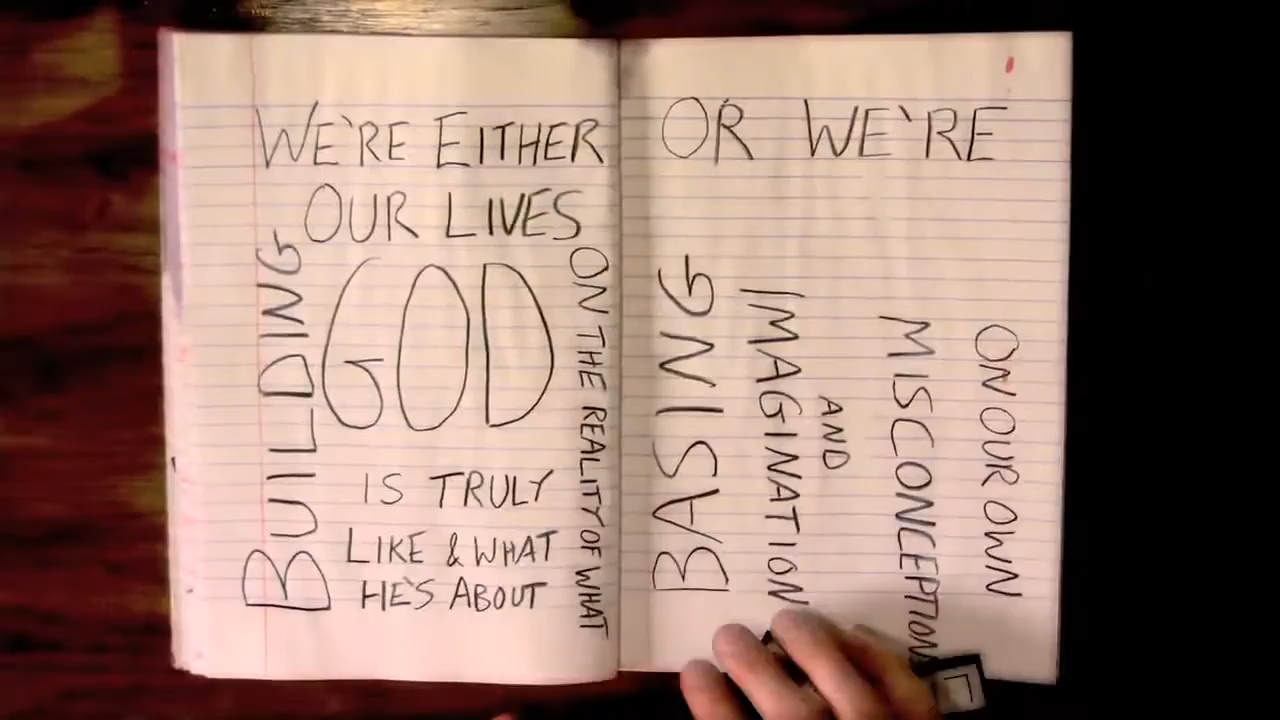 WE'RE EITHER
BUILDING
OUR LIVES
ON THE REALITY OF WHAT
GOD
IS TRULY
LIKE & WHAT
HE'S ABOUT
OR WE'RE
BASING
ON OUR OWN
MISCONCEPTION
AND
IMAGINATION